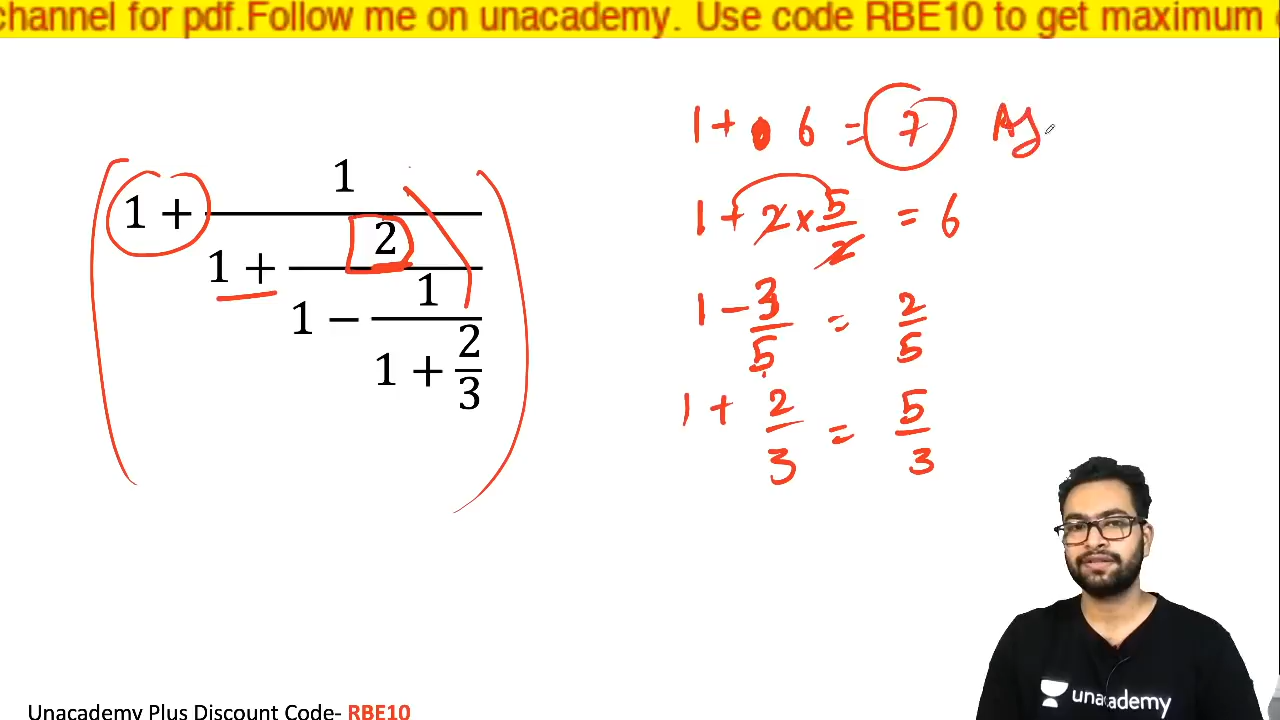 channel for pdf.Follow me on unacademy. Use code RBE10 to get maximum
1 + 1
1 + 2
1 − 1
1 + 2/3
1 + 6 = 7
1 + 2 × 5/2 = 6
1 − 3/5 = 2/5
1 + 2/3 = 5/3
unacademy
Unacademy Plus Discount Code- RBE10